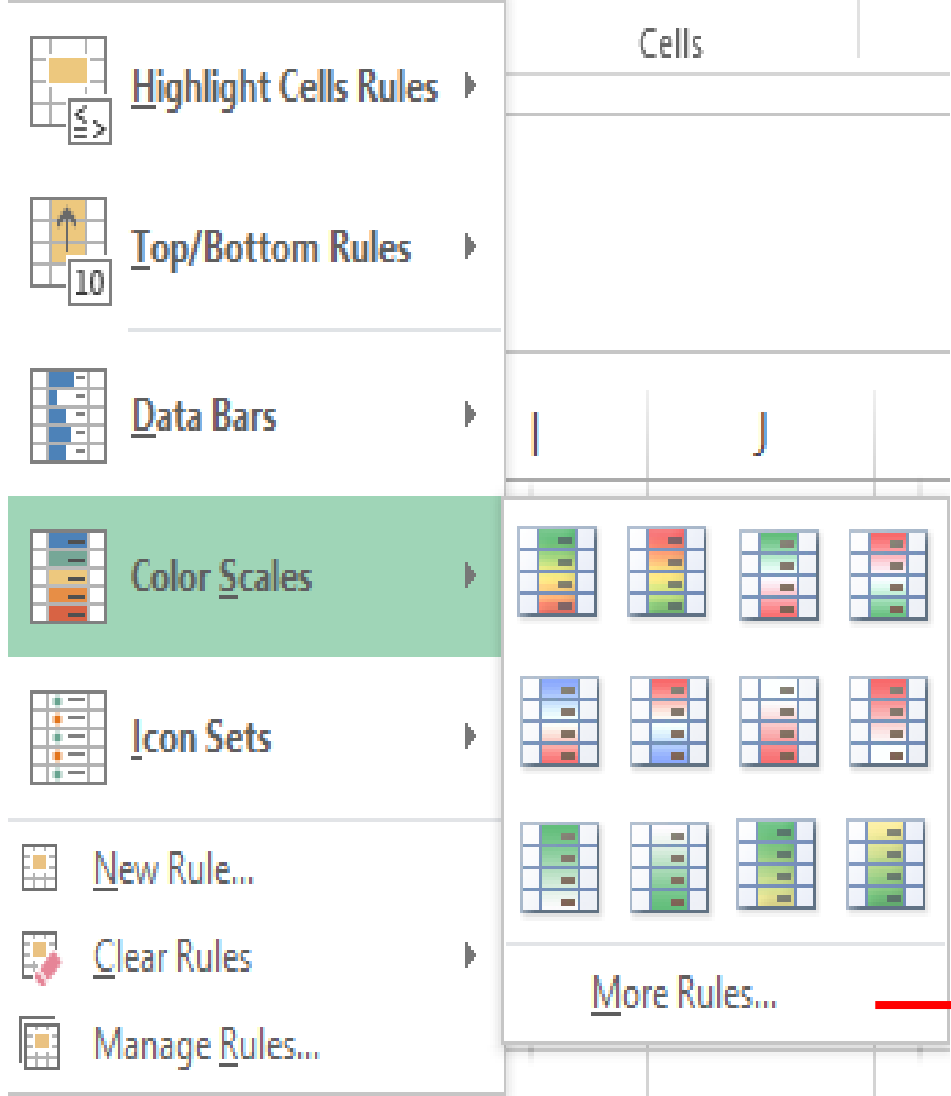 Cells
Highlight Cells Rules
≤
>
Top/Bottom Rules
10
Data Bars
I
J
Color Scales
Icon Sets
New Rule...
Clear Rules
Manage Rules...
More Rules...